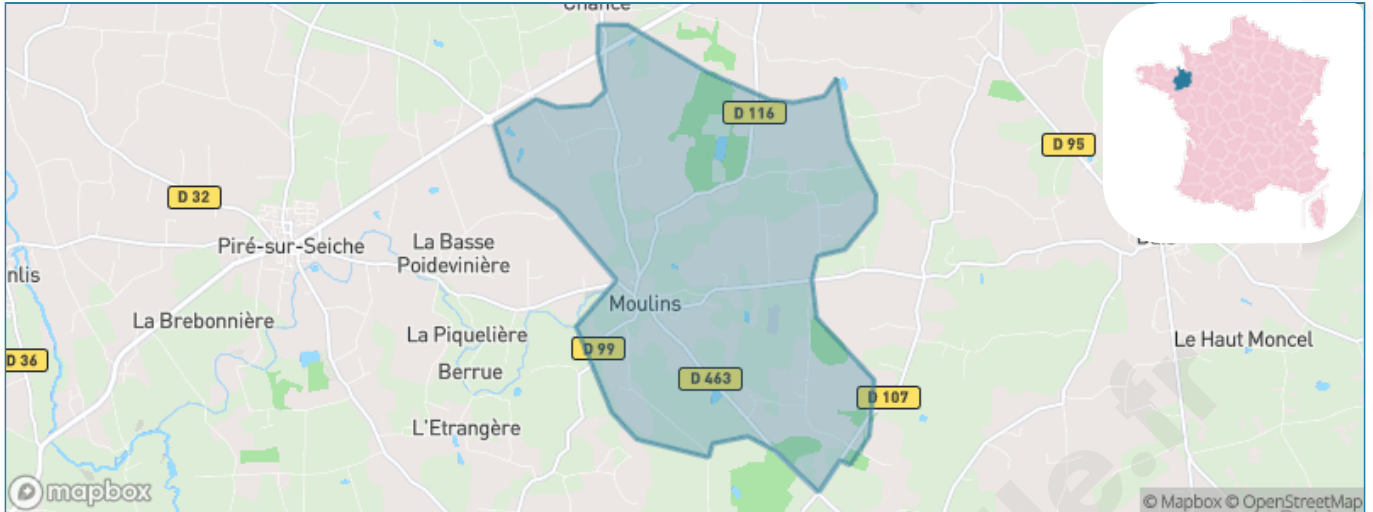 Chancé
D 116
D 95
D 32
Piré-sur-Seiche
La Basse
Poidevinière
nlis
Moulins
La Brebonnière
La Piquelière
Le Haut Moncel
D 36
D 99
Berrue
D 463
D 107
L'Etrangère
mapbox
© Mapbox © OpenStreetMap